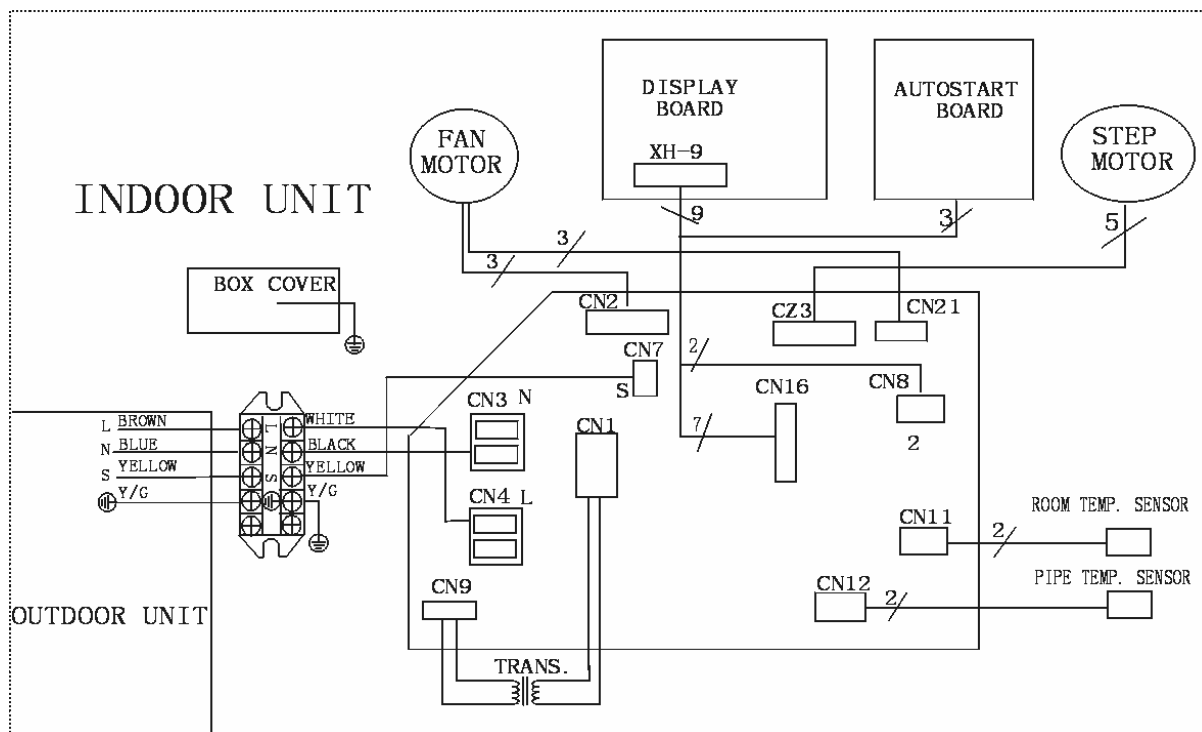 DISPLAY
BOARD
XH-9
AUTOSTART
BOARD
FAN
MOTOR
STEP
MOTOR
INDOOR UNIT
9
3
5
3
3
BOX COVER
CN2
CZ3
CN21
CN7
S
2
CN16
CN8
2
7
CN3 N
CN1
L BROWN
N BLUE
S YELLOW
Y/G
L
N
S
WHITE
BLACK
YELLOW
Y/G
CN4 L
CN11
2
ROOM TEMP. SENSOR
CN12
2
PIPE TEMP. SENSOR
CN9
OUTDOOR UNIT
TRANS.